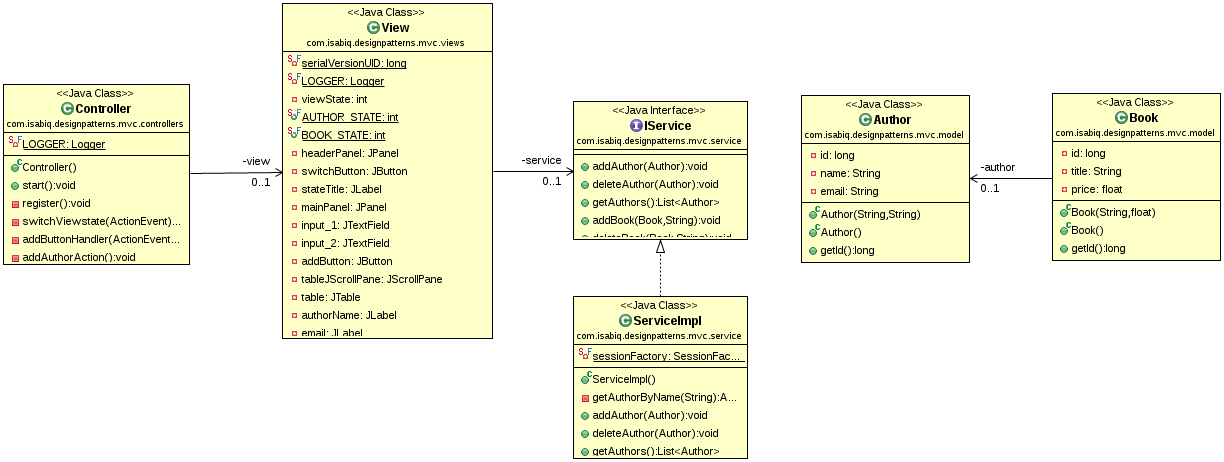 <<Java Class>>
Controller
com.isabiq.designpatterns.mvc.controllers
LOGGER: Logger
Controller()
start():void
register():void
switchViewstate(ActionEvent)...
addButtonHandler(ActionEvent...
addAuthorAction():void
-view
0..1
<<Java Class>>
View
com.isabiq.designpatterns.mvc.views
serialVersionUID: long
LOGGER: Logger
viewState: int
AUTHOR_STATE: int
BOOK_STATE: int
headerPanel: JPanel
switchButton: JButton
stateTitle: JLabel
mainPanel: JPanel
input_1: JTextField
input_2: JTextField
addButton: JButton
tableJScrollPane: JScrollPane
table: JTable
authorName: JLabel
email: JLabel
-service
0..1
<<Java Interface>>
IService
com.isabiq.designpatterns.mvc.service
addAuthor(Author):void
deleteAuthor(Author):void
getAuthors():List<Author>
addBook(Book,String):void
deleteBook(Book,String):void
<<Java Class>>
ServiceImpl
com.isabiq.designpatterns.mvc.service
sessionFactory: SessionFac...
ServiceImpl()
getAuthorByName(String):A...
addAuthor(Author):void
deleteAuthor(Author):void
getAuthors():List<Author>
<<Java Class>>
Author
com.isabiq.designpatterns.mvc.model
id: long
name: String
email: String
Author(String,String)
Author()
getId():long
-author
0..1
<<Java Class>>
Book
com.isabiq.designpatterns.mvc.model
id: long
title: String
price: float
Book(String,float)
Book()
getId():long